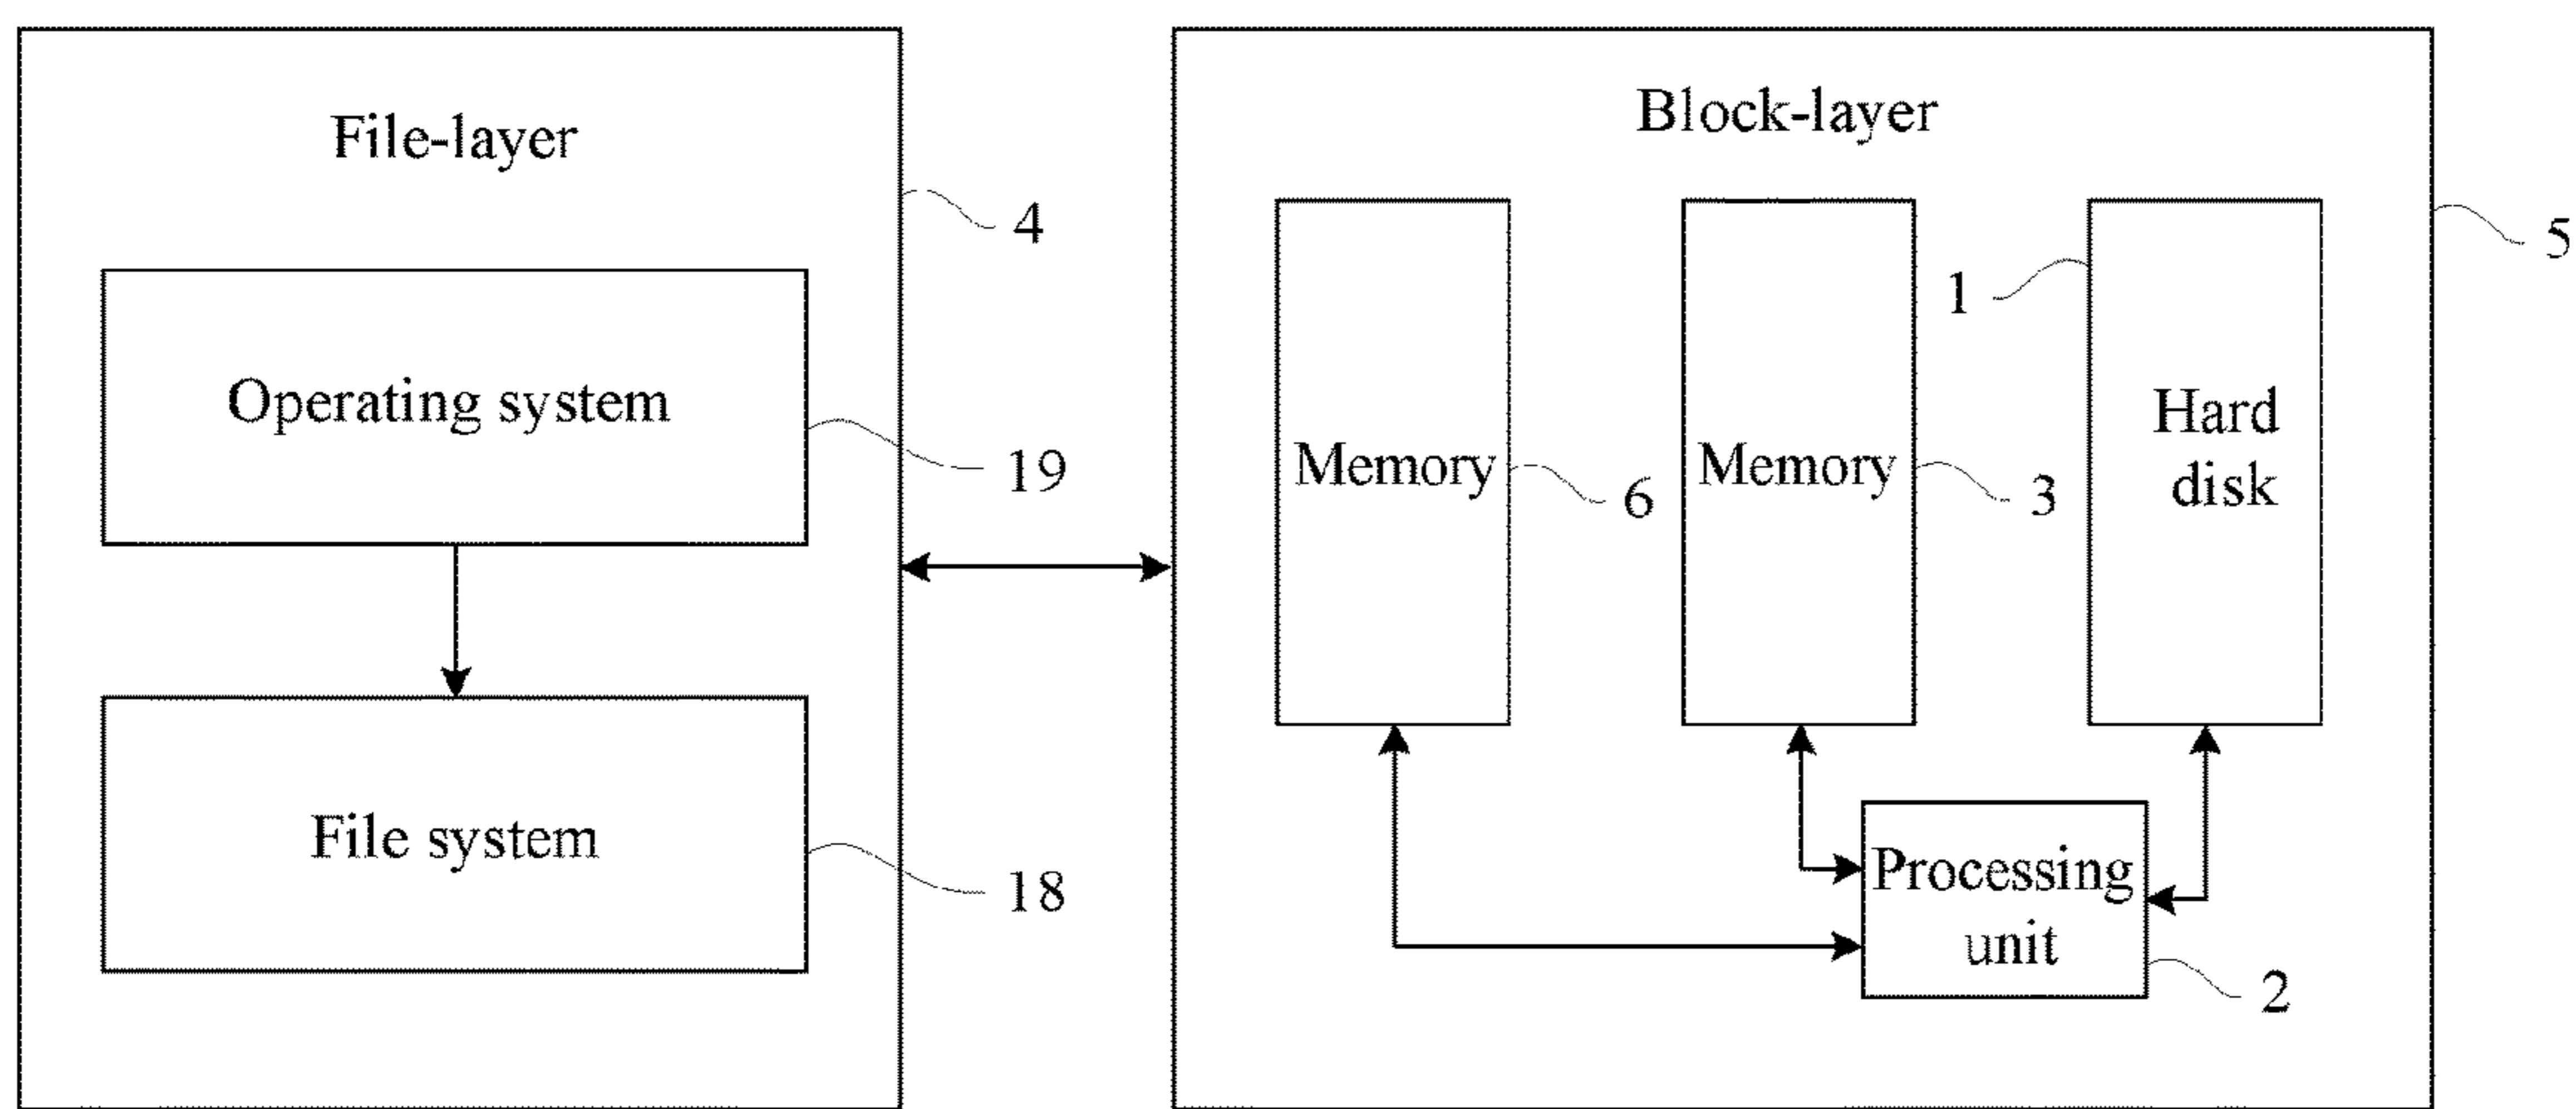 File-layer
4
Operating system
19
File system
18
Block-layer
5
Memory
6
Memory
3
1
Hard
disk
Processing
unit
2